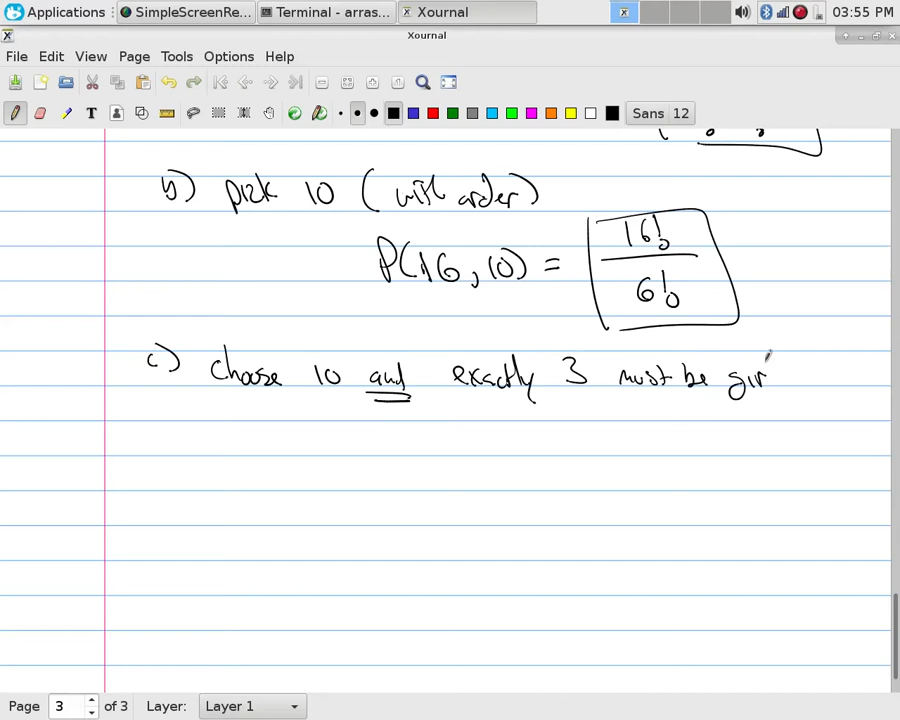 Applications
SimpleScreenRe...
Terminal - arras...
Xournal
03:55 PM
Xournal
File Edit View Page Tools Options Help
T
Sans 12
b) pick 10 (with order)
P(16, 10) = 16! / 6!
c) choose 10 and exactly 3 must be girl
Page 3 of 3 Layer: Layer 1